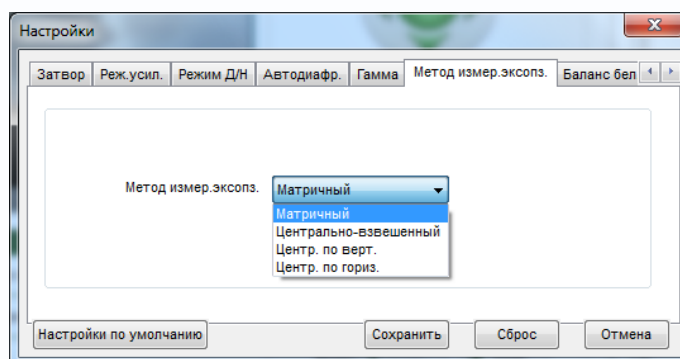 Настройки
Затвор Реж.усил. Режим Д/Н Автодиафр. Гамма Метод измер.экспоз. Баланс бел
Метод измер.экспоз. Матричный
Матричный
Центрально-взвешенный
Центр. по верт.
Центр. по гориз.
Настройки по умолчанию Сохранить Сброс Отмена